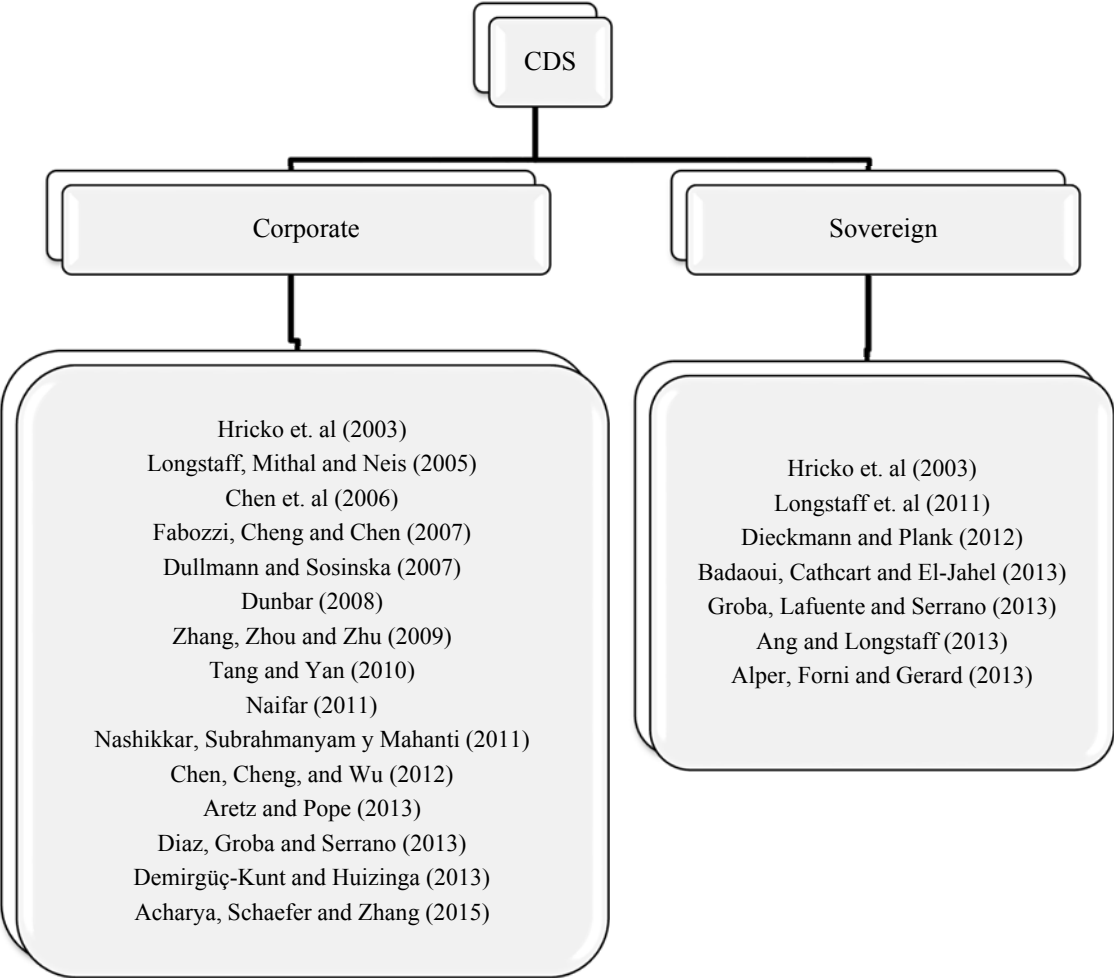 CDS
Corporate
Sovereign
Hricko et. al (2003)
Longstaff, Mithal and Neis (2005)
Chen et. al (2006)
Fabozzi, Cheng and Chen (2007)
Dullmann and Sosinska (2007)
Dunbar (2008)
Zhang, Zhou and Zhu (2009)
Tang and Yan (2010)
Naifar (2011)
Nashikkar, Subrahmanyam y Mahanti (2011)
Chen, Cheng, and Wu (2012)
Aretz and Pope (2013)
Diaz, Groba and Serrano (2013)
Demirgüç-Kunt and Huizinga (2013)
Acharya, Schaefer and Zhang (2015)
Hricko et. al (2003)
Longstaff et. al (2011)
Dieckmann and Plank (2012)
Badaoui, Cathcart and El-Jahel (2013)
Groba, Lafuente and Serrano (2013)
Ang and Longstaff (2013)
Alper, Forni and Gerard (2013)